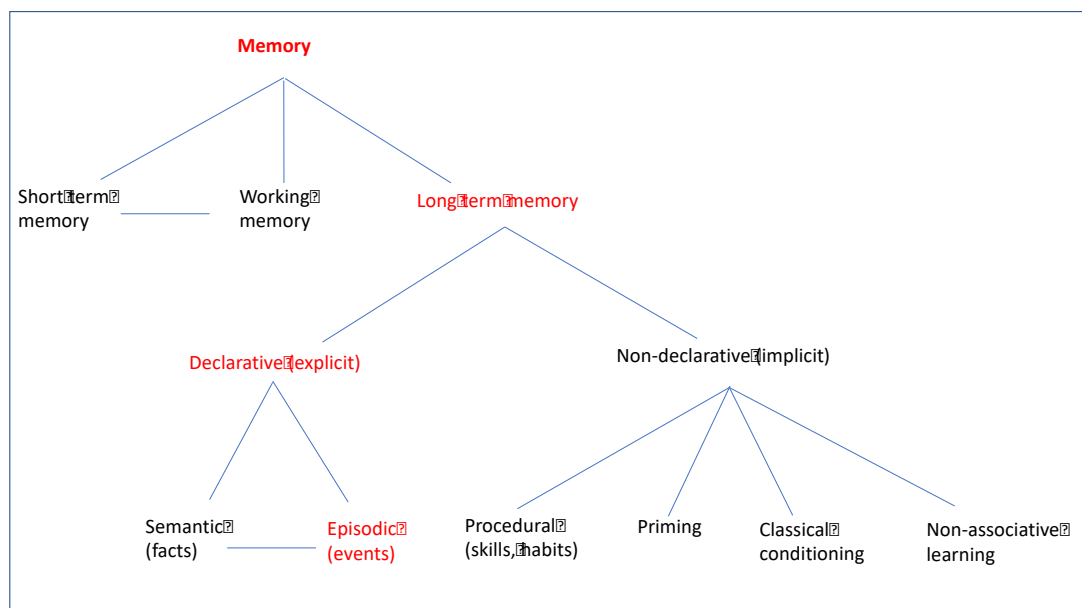 Memory
Short⍰term⍰
memory
Working⍰
memory
Long⍰term⍰memory
Declarative⍰(explicit)
Non-declarative⍰(implicit)
Semantic⍰
(facts)
Episodic⍰
(events)
Procedural⍰
(skills,⍰habits)
Priming
Classical⍰
conditioning
Non-associative⍰
learning